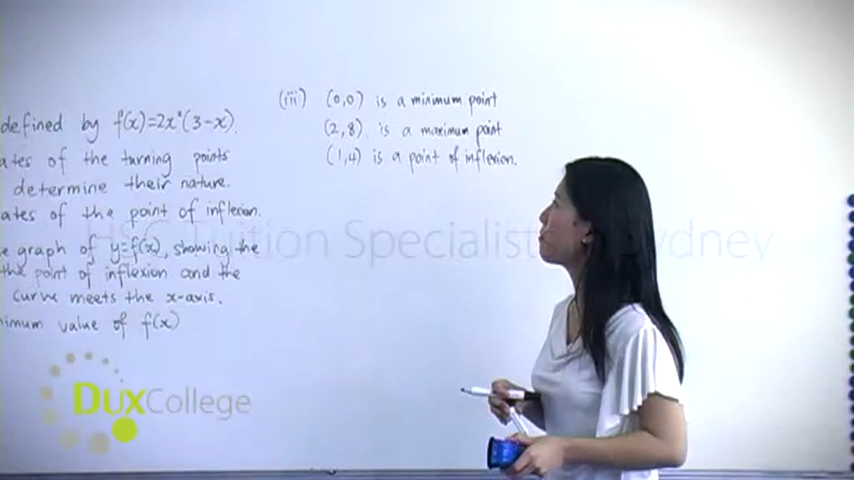 defined by f(x)=2x²(3-x).
ates of the turning points
determine their nature.
ates of the point of inflexion.
e graph of y=f(x), showing the
the point of inflexion and the
curve meets the x-axis.
nimum value of f(x)
(iii) (0,0) is a minimum point
(2,8) is a maximum point
(1,4) is a point of inflexion.
HSC Tuition Specialists Sydney
DuxCollege